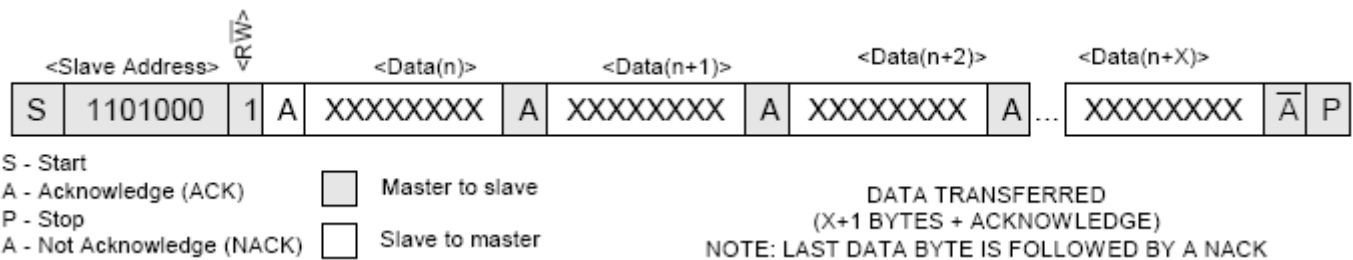 <Slave Address> <RW̅> <Data(n)> <Data(n+1)> <Data(n+2)> <Data(n+X)>
S 1101000 1 A XXXXXXXX A XXXXXXXX A XXXXXXXX A ... XXXXXXXX A̅ P
S - Start
A - Acknowledge (ACK)
P - Stop
A - Not Acknowledge (NACK)
Master to slave
Slave to master
DATA TRANSFERRED
(X+1 BYTES + ACKNOWLEDGE)
NOTE: LAST DATA BYTE IS FOLLOWED BY A NACK